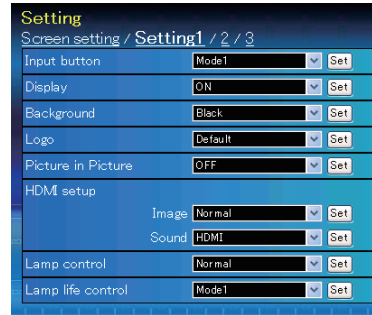 Setting
Screen setting / Setting1 / 2 / 3
Input button Mode1 Set
Display ON Set
Background Black Set
Logo Default Set
Picture in Picture OFF Set
HDMI setup
Image Normal Set
Sound HDMI Set
Lamp control Normal Set
Lamp life control Mode1 Set